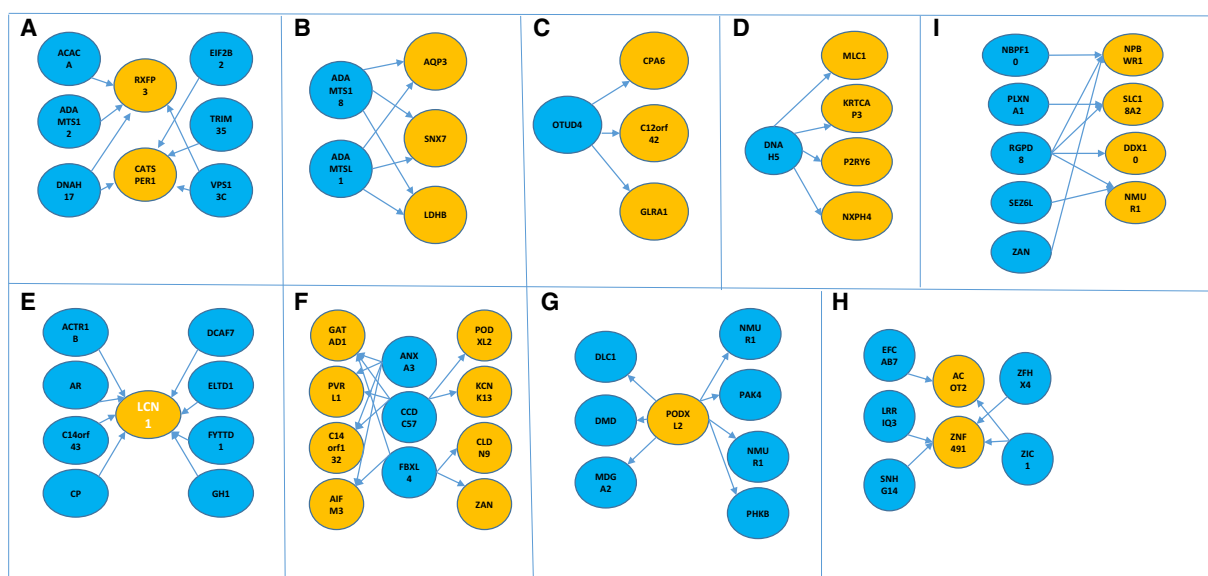 A
ACAC
A
ADA
MTS1
2
DNAH
17
RXFP
3
CATS
PER1
EIF2B
2
TRIM
35
VPS1
3C
B
ADA
MTS1
8
ADA
MTSL
1
AQP3
SNX7
LDHB
C
OTUD4
CPA6
C12orf
42
GLRA1
D
DNA
H5
MLC1
KRTCA
P3
P2RY6
NXPH4
I
NBPF1
0
PLXN
A1
RGPD
8
SEZ6L
ZAN
NPB
WR1
SLC1
8A2
DDX1
0
NMU
R1
E
ACTR1
B
AR
C14orf
43
CP
LCN
1
DCAF7
ELTD1
FYTTD
1
GH1
F
GAT
AD1
PVR
L1
C14
orf1
32
AIF
M3
ANX
A3
CCD
C57
FBXL
4
POD
XL2
KCN
K13
CLD
N9
ZAN
G
DLC1
DMD
MDG
A2
PODX
L2
NMU
R1
PAK4
NMU
R1
PHKB
H
EFC
AB7
LRR
IQ3
SNH
G14
AC
OT2
ZNF
491
ZFH
X4
ZIC
1